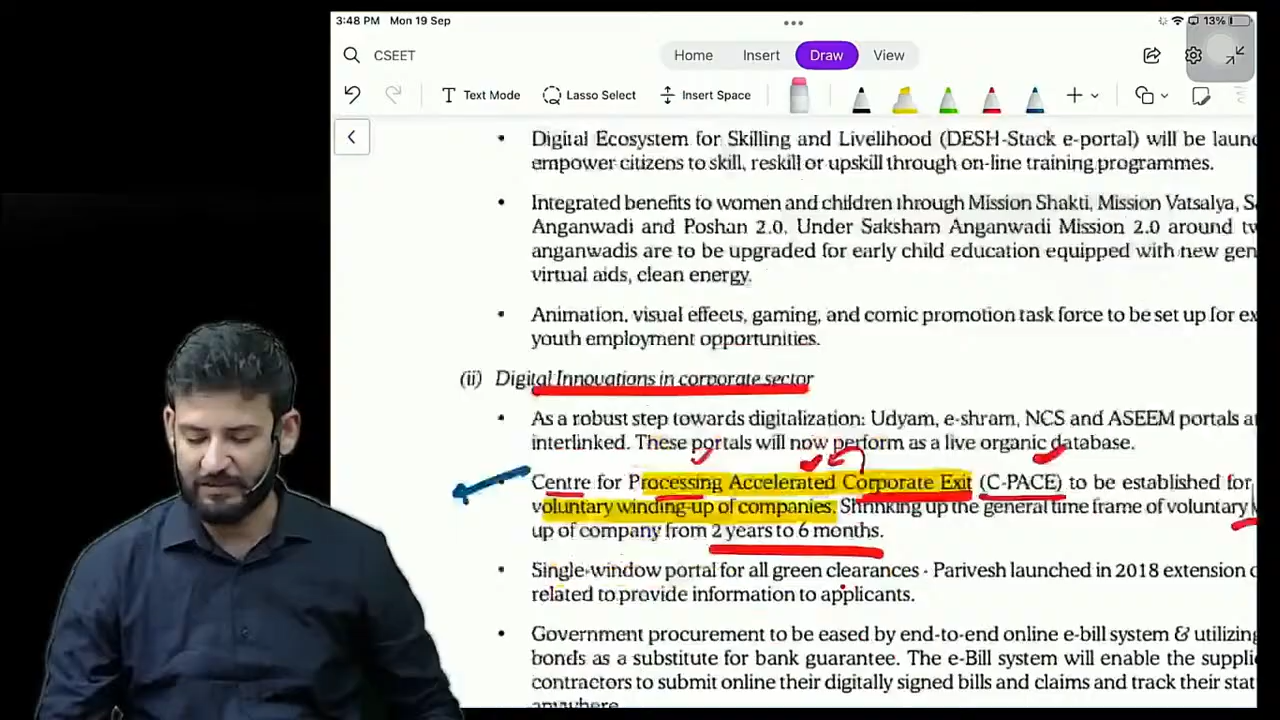 3:48 PM Mon 19 Sep
13%
CSEET
Home Insert Draw View
Text Mode Lasso Select Insert Space
• Digital Ecosystem for Skilling and Livelihood (DESH-Stack e-portal) will be
empower citizens to skill, reskill or upskill through on-line training programmes.
• Integrated benefits to women and children through Mission Shakti, Mission Vatsalya,
Anganwadi and Poshan 2.0. Under Saksham Anganwadi Mission 2.0 around
anganwadis are to be upgraded for early child education equipped with new
virtual aids, clean energy.
• Animation, visual effects, gaming, and comic promotion task force to be set up for
youth employment opportunities.
(ii) Digital Innovations in corporate sector
• As a robust step towards digitalization: Udyam, e-shram, NCS and ASEEM portals
interlinked. These portals will now perform as a live organic database.
• Centre for Processing Accelerated Corporate Exit (C-PACE) to be established for
voluntary winding-up of companies. Shrinking up the general time frame of voluntary
up of company from 2 years to 6 months.
• Single-window portal for all green clearances - Parivesh launched in 2018 extension
related to provide information to applicants.
• Government procurement to be eased by end-to-end online e-bill system & utilizing
bonds as a substitute for bank guarantee. The e-Bill system will enable the
contractors to submit online their digitally signed bills and claims and track their
anywhere